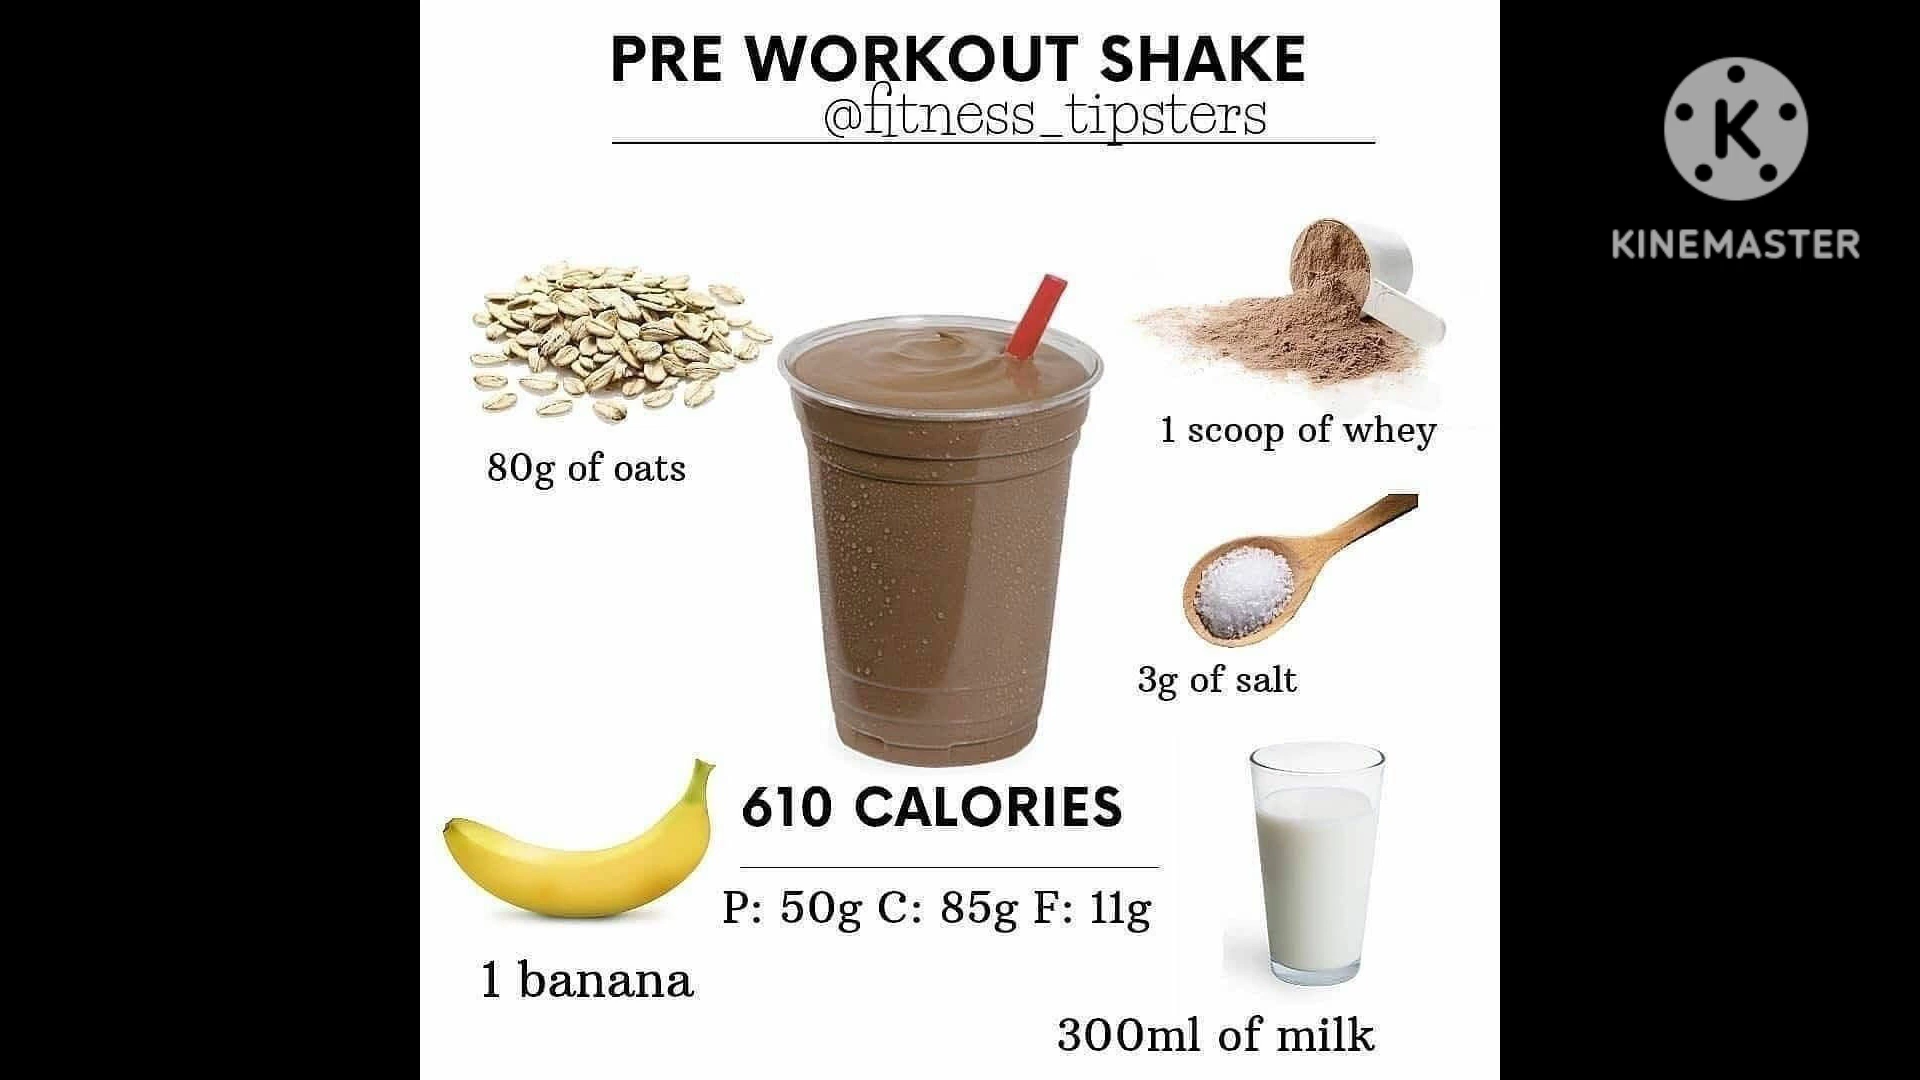 PRE WORKOUT SHAKE
@fitness_tipsters
K
KINEMASTER
80g of oats
1 scoop of whey
3g of salt
610 CALORIES
P: 50g C: 85g F: 11g
1 banana
300ml of milk